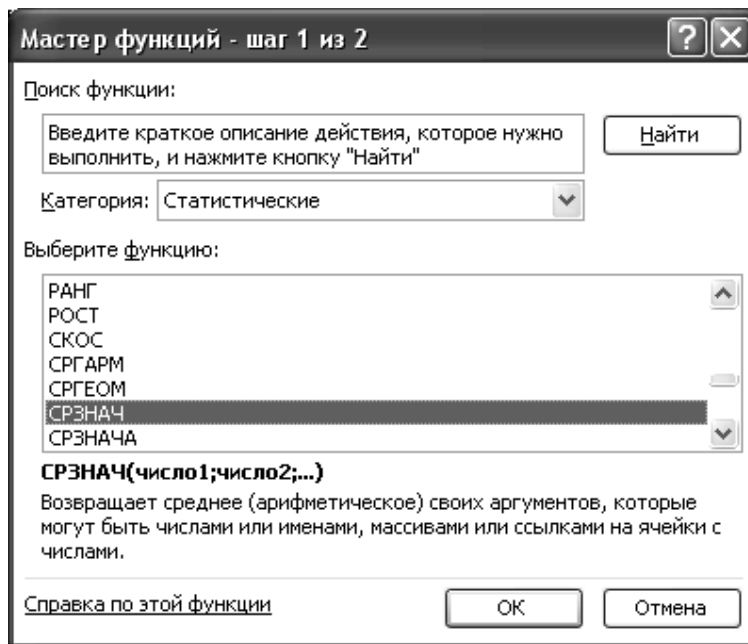 Мастер функций - шаг 1 из 2
Поиск функции:
Введите краткое описание действия, которое нужно
выполнить, и нажмите кнопку "Найти"
Найти
Категория: Статистические
Выберите функцию:
РАНГ
РОСТ
СКОС
СРГАРМ
СРГЕОМ
СРЗНАЧ
СРЗНАЧА
СРЗНАЧ(число1;число2;...)
Возвращает среднее (арифметическое) своих аргументов, которые
могут быть числами или именами, массивами или ссылками на ячейки с
числами.
Справка по этой функции
ОК
Отмена